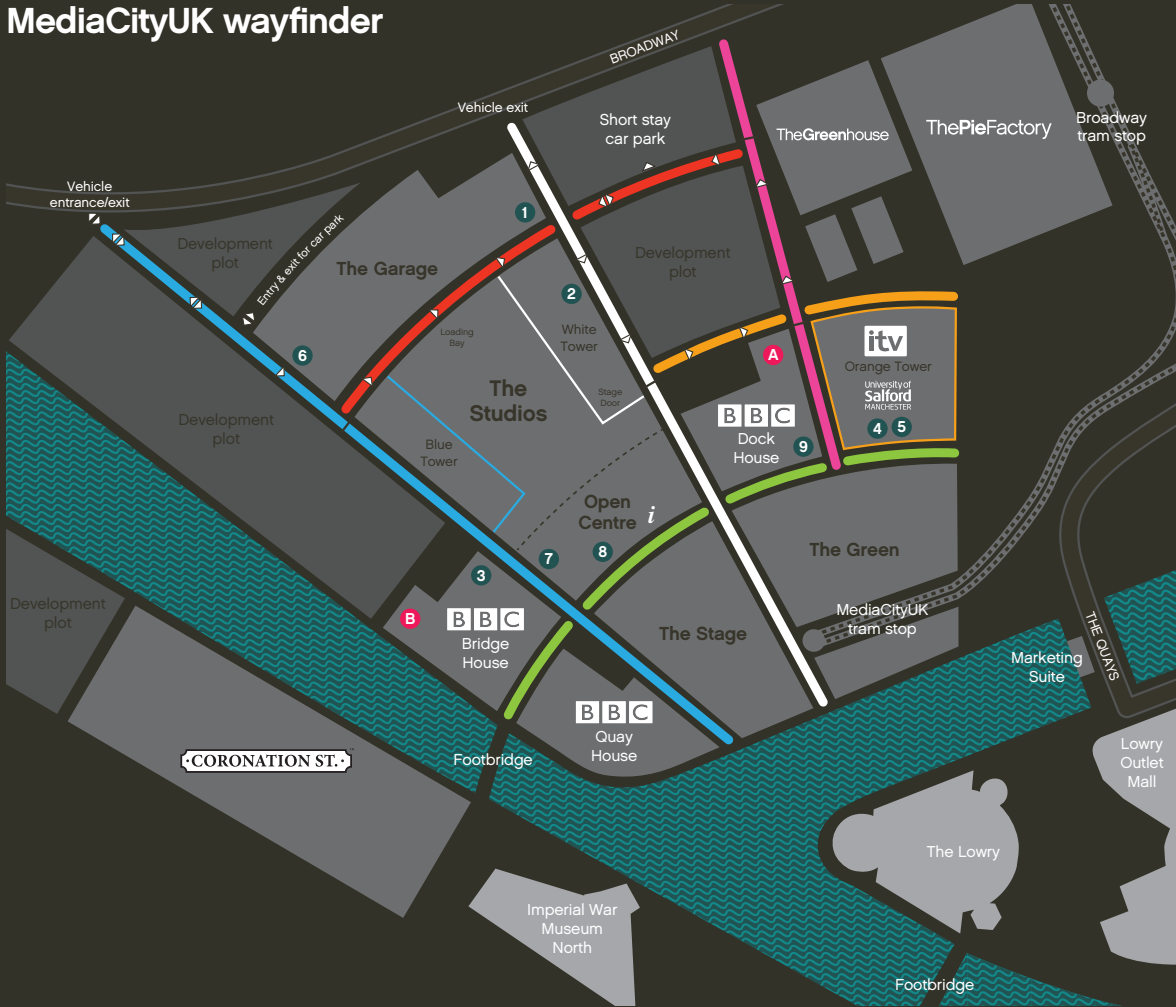 MediaCityUK wayfinder
BROADWAY
Vehicle exit
Short stay
car park
TheGreenhouse
ThePieFactory
Broadway
tram stop
Vehicle
entrance/exit
Development
plot
Entry & exit for car park
The Garage
1
2
Development
plot
White
Tower
Loading
Bay
6
A
itv
Orange Tower
University of
Salford
MANCHESTER
4
5
The
Studios
Stage
Door
BBC
Dock
House
9
Development
plot
Blue
Tower
Open
Centre
i
7
8
3
The Green
B
BBC
Bridge
House
The Stage
MediaCityUK
tram stop
Development
plot
THE QUAYS
Marketing
Suite
BBC
Quay
House
CORONATION ST.
Footbridge
Lowry
Outlet
Mall
The Lowry
Imperial War
Museum
North
Footbridge